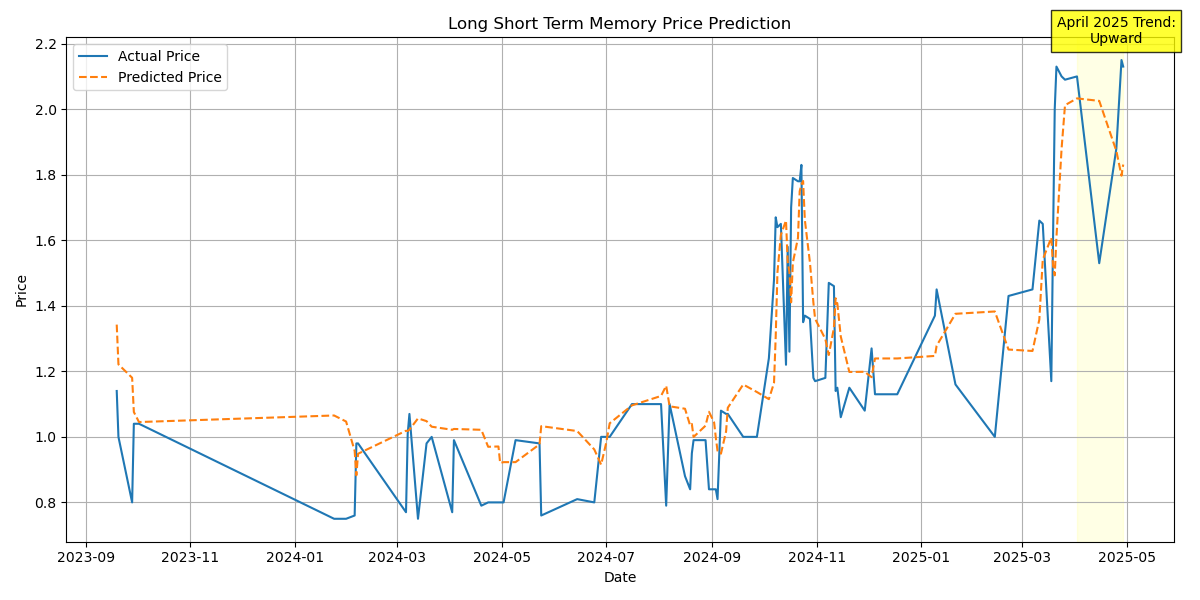 Long Short Term Memory Price Prediction
April 2025 Trend:
Upward
Actual Price
Predicted Price
Price
2.2
2.0
1.8
1.6
1.4
1.2
1.0
0.8
2023-09 2023-11 2024-01 2024-03 2024-05 2024-07 2024-09 2024-11 2025-01 2025-03 2025-05
Date